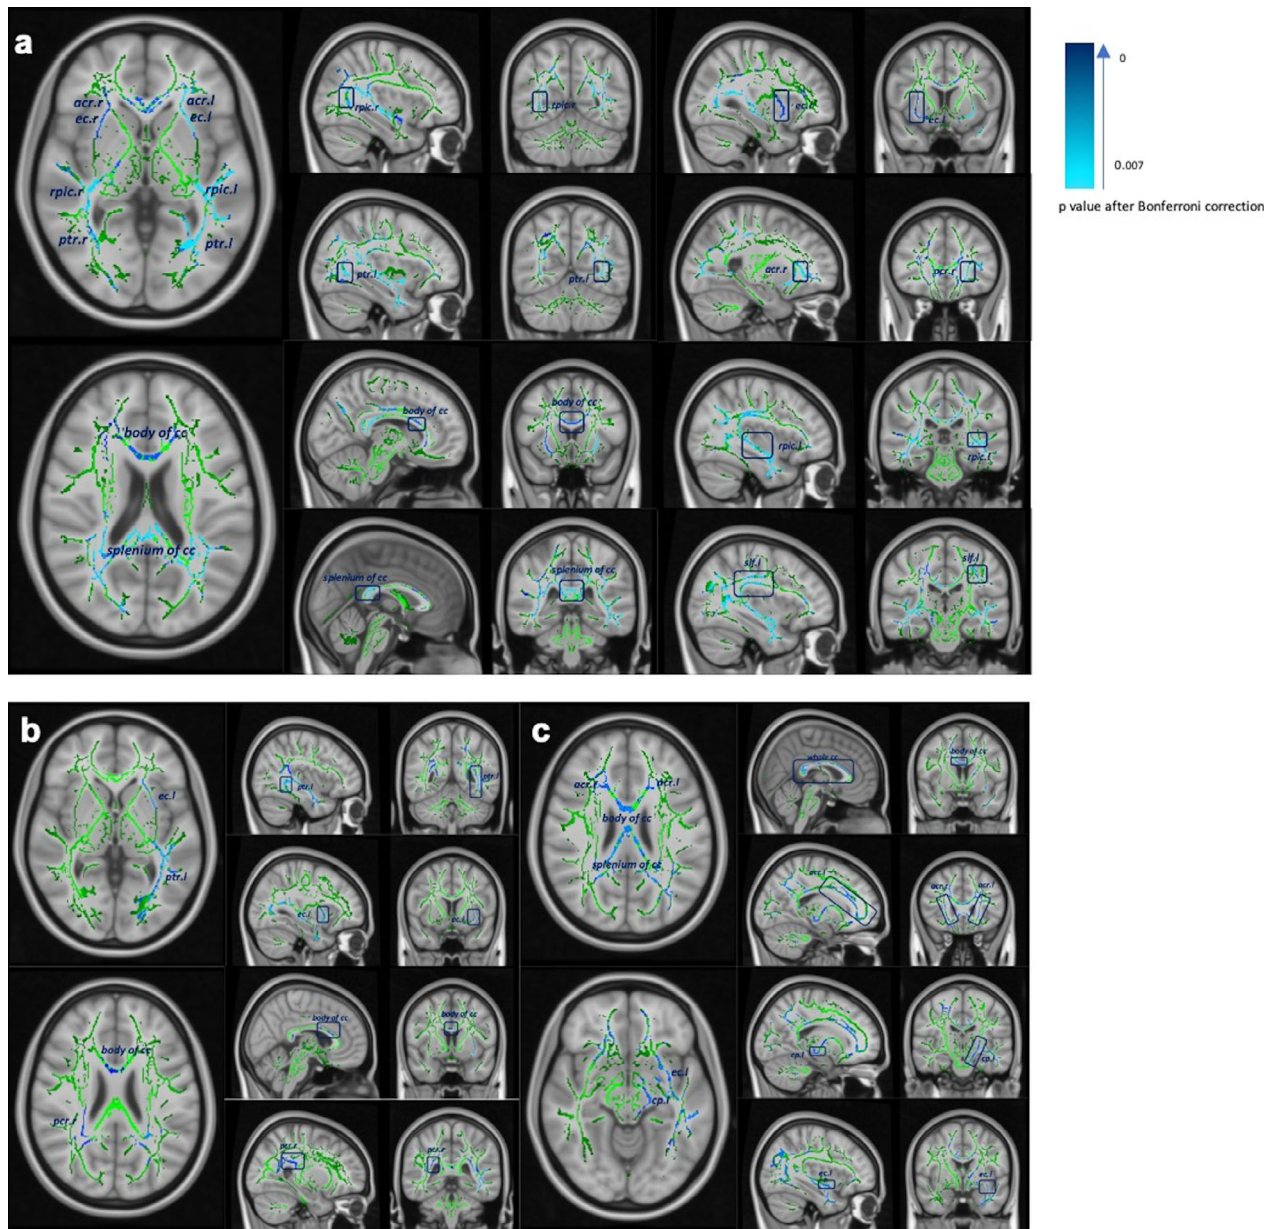 a
acr.r
acr.l
ec.r
ec.l
rpic.r
rpic.l
ptr.r
ptr.l
rpic.r
rpic.r
ec.l
ec.l
ptr.l
ptr.l
acr.r
body of cc
splenium of cc
body of cc
body of cc
rpic.l
rpic.l
splenium of cc
splenium of cc
slf.l
slf.l
0
0.007
p value after Bonferroni correction
b
ec.l
ptr.l
ptr.l
ptr.l
ec.l
ec.l
body of cc
pcr.r
body of cc
body of cc
pcr.r
pcr.r
c
acr.r
acr.l
body of cc
splenium of cc
whole cc
body of cc
acr.l
acr.r
acr.l
ec.l
cp.l
cp.l
cp.l
ec.l
ec.l